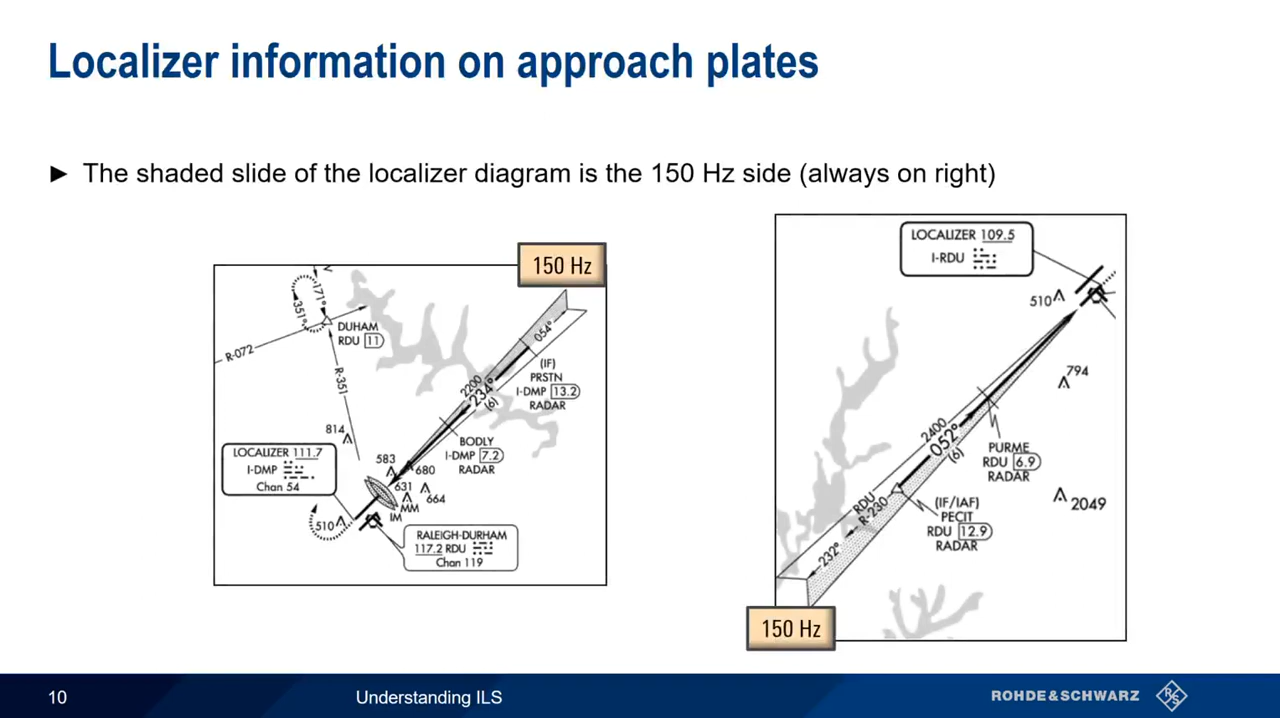 Localizer information on approach plates
► The shaded slide of the localizer diagram is the 150 Hz side (always on right)
150 Hz
171°
351°
DUHAM
RDU 11
R-072
R-351
054°
(IF)
PRSTN
I-DMP 13.2
RADAR
2200
234°
(6)
BODLY
I-DMP 7.2
RADAR
814
583
680
631
664
MM
IM
LOCALIZER 111.7
I-DMP
Chan 54
510
RALEIGH-DURHAM
117.2 RDU
Chan 119
LOCALIZER 109.5
I-RDU
510
794
2400
052°
(6)
PURME
RDU 6.9
RADAR
2049
RDU
R-230
(IF/IAF)
PECIT
RDU 12.9
RADAR
232°
150 Hz
10
Understanding ILS
ROHDE & SCHWARZ
R S